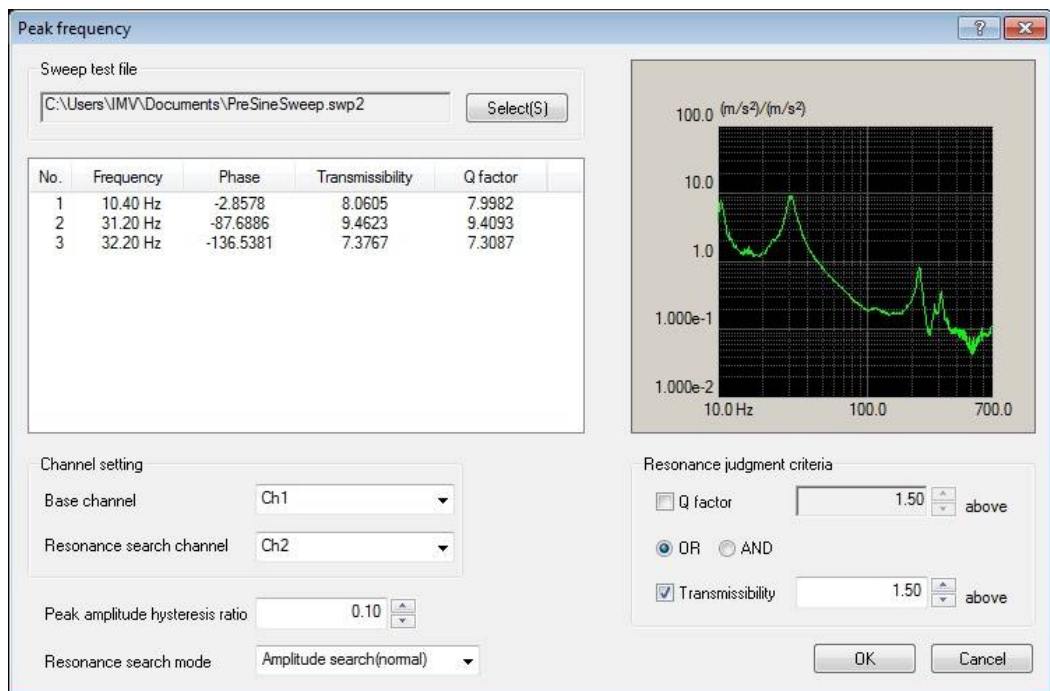 Peak frequency
Sweep test file
C:\Users\IMV\Documents\PreSineSweep.swp2
Select(S)
No. Frequency Phase Transmissibility Q factor
1 10.40 Hz -2.8578 8.0605 7.9982
2 31.20 Hz -87.6886 9.4623 9.4093
3 32.20 Hz -136.5381 7.3767 7.3087
100.0 (m/s²)/(m/s²)
10.0
1.0
1.000e-1
1.000e-2
10.0 Hz 100.0 700.0
Channel setting
Base channel Ch1
Resonance search channel Ch2
Peak amplitude hysteresis ratio 0.10
Resonance search mode Amplitude search(normal)
Resonance judgment criteria
Q factor 1.50 above
OR AND
Transmissibility 1.50 above
OK Cancel